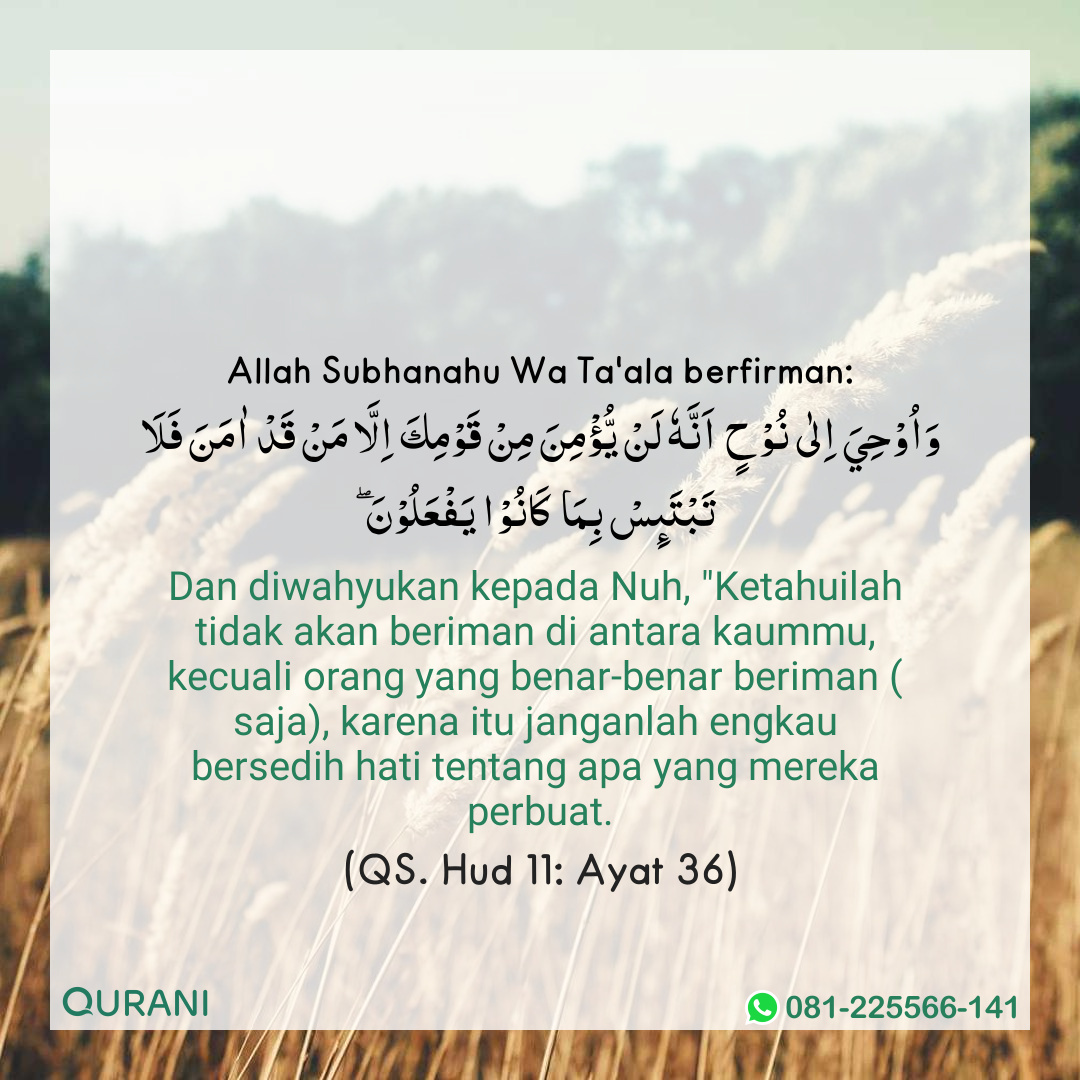 Allah Subhanahu Wa Ta'ala berfirman:
وَاُوْحِيَ اِلٰى نُوْحٍ اَنَّهٗ لَنْ يُّؤْمِنَ مِنْ قَوْمِكَ اِلَّا مَنْ قَدْ اٰمَنَ فَلَا
تَبْتَىِٕسْ بِمَا كَانُوْا يَفْعَلُوْنَ ۖ
Dan diwahyukan kepada Nuh, "Ketahuilah
tidak akan beriman di antara kaummu,
kecuali orang yang benar-benar beriman (
saja), karena itu janganlah engkau
bersedih hati tentang apa yang mereka
perbuat.
(QS. Hud 11: Ayat 36)
QURANI
081-225566-141